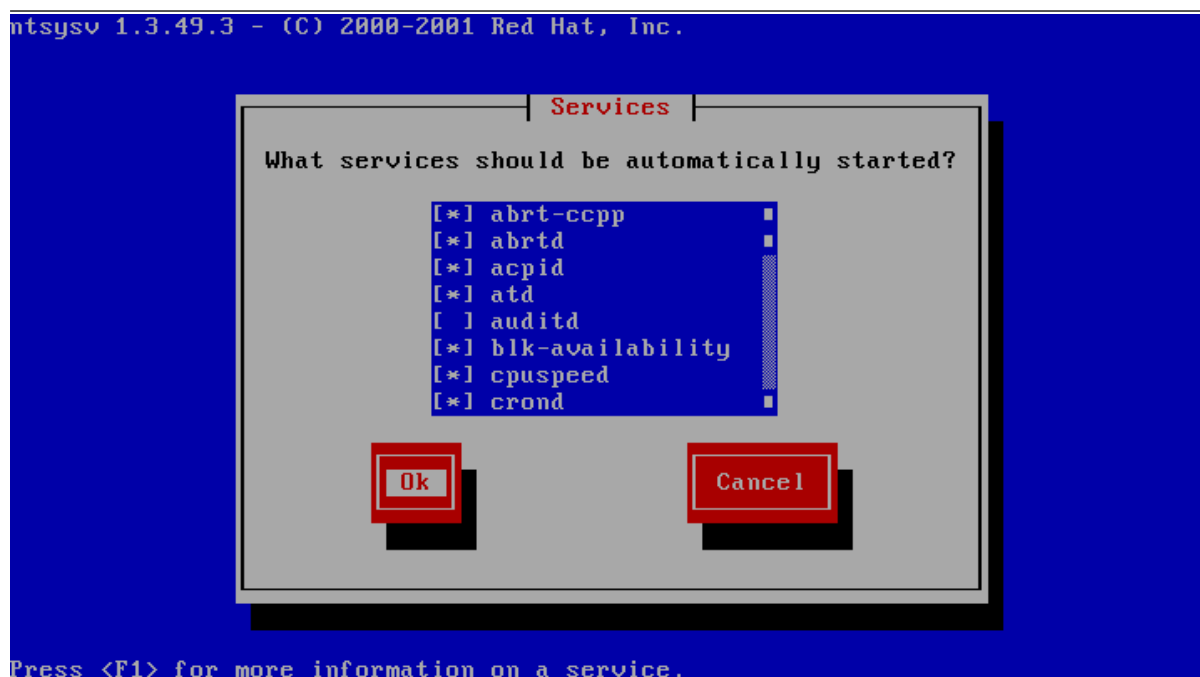 ntsysv 1.3.49.3 - (C) 2000-2001 Red Hat, Inc.
Services
What services should be automatically started?
[*] abrt-ccpp
[*] abrtd
[*] acpid
[*] atd
[ ] auditd
[*] blk-availability
[*] cpuspeed
[*] crond
Ok Cancel
Press <F1> for more information on a service.